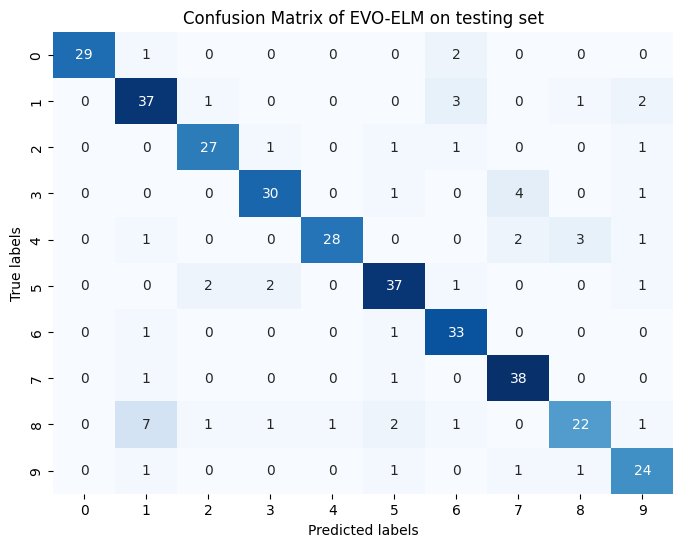 Confusion Matrix of EVO-ELM on testing set
0 29 1 0 0 0 0 2 0 0 0
1 0 37 1 0 0 0 3 0 1 2
2 0 0 27 1 0 1 1 0 0 1
3 0 0 0 30 0 1 0 4 0 1
4 0 1 0 0 28 0 0 2 3 1
5 0 0 2 2 0 37 1 0 0 1
6 0 1 0 0 0 1 33 0 0 0
7 0 1 0 0 0 1 0 38 0 0
8 0 7 1 1 1 2 1 0 22 1
9 0 1 0 0 0 1 0 1 1 24
0 1 2 3 4 5 6 7 8 9
True labels
Predicted labels